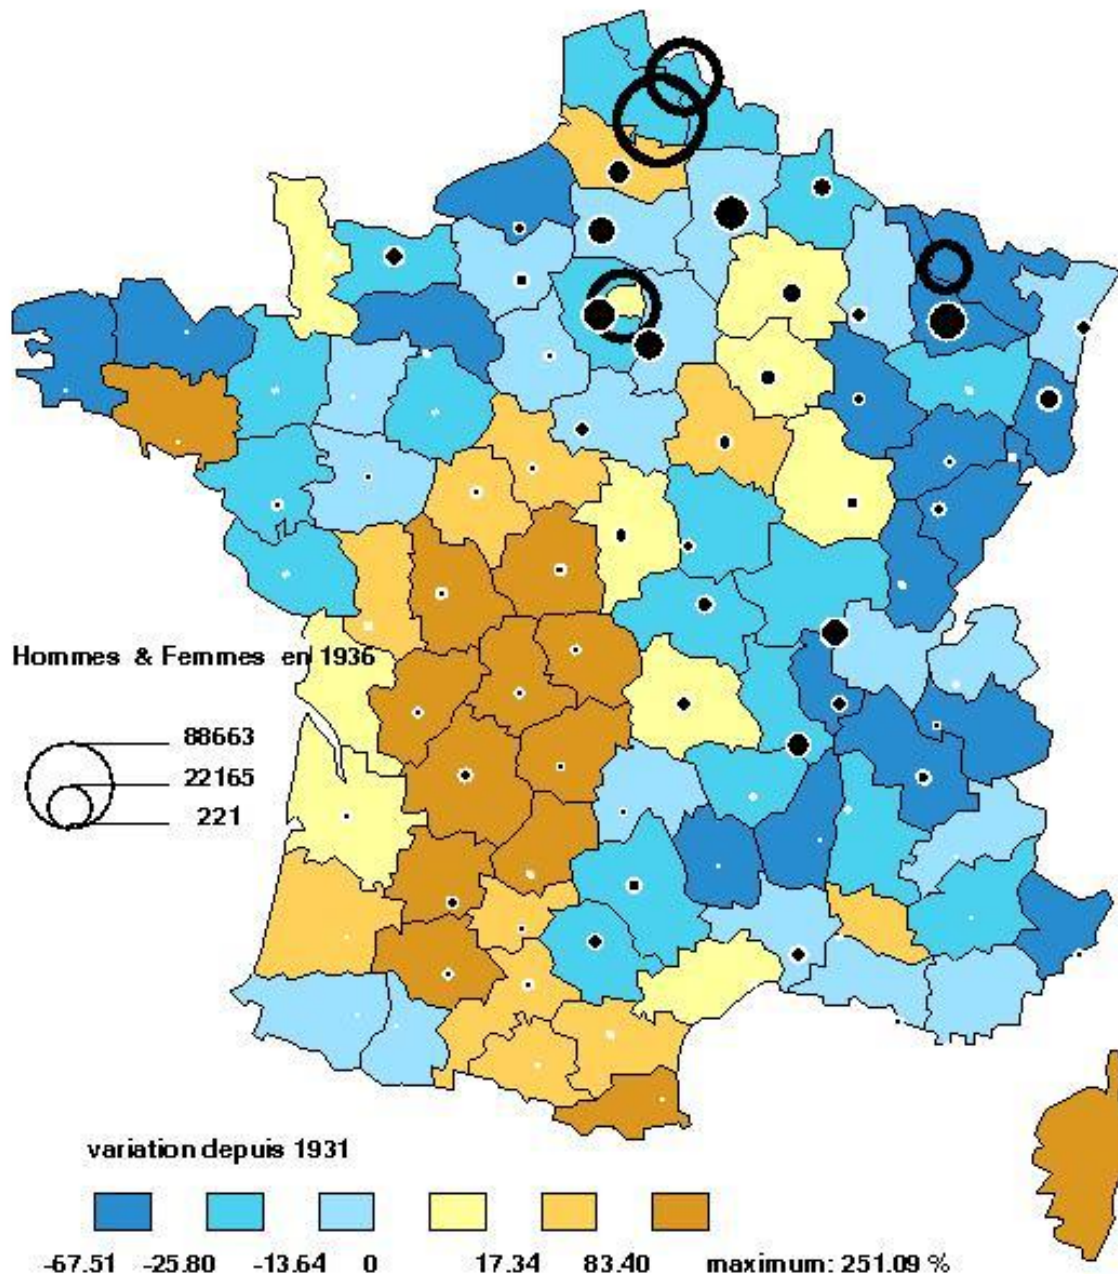 Hommes & Femmes en 1936
88663
22165
221
variation depuis 1931
-67.51 -25.80 -13.64 0 17.34 83.40 maximum: 251.09 %